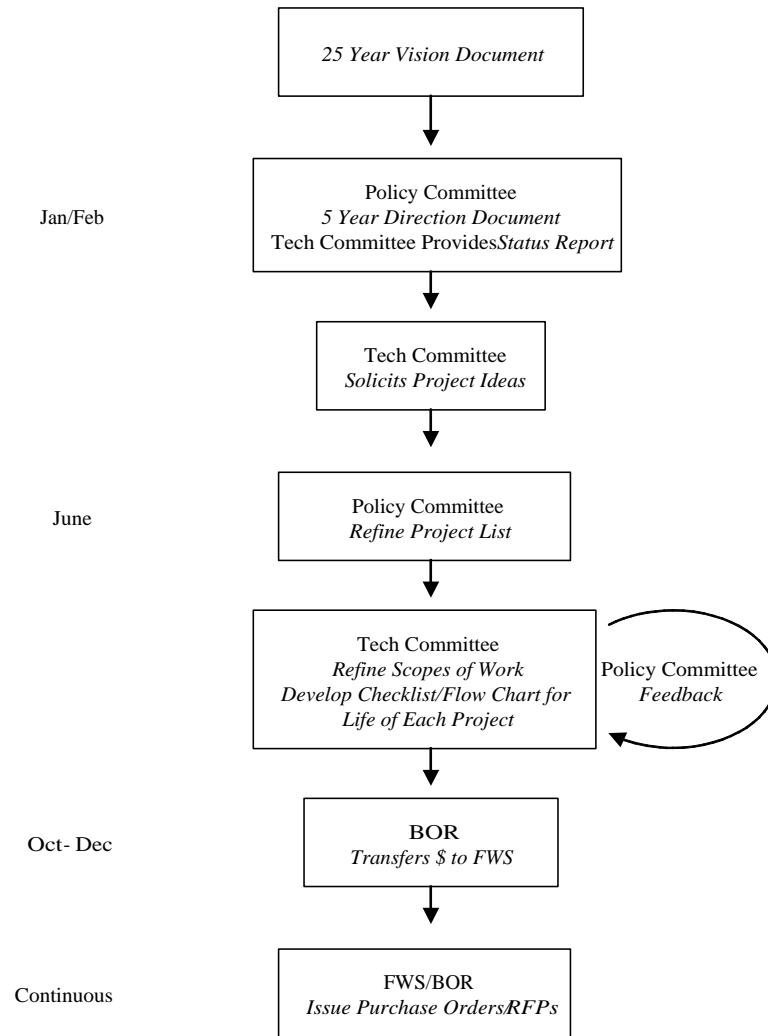 25 Year Vision Document
Jan/Feb
Policy Committee
5 Year Direction Document
Tech Committee Provides Status Report
Tech Committee
Solicits Project Ideas
June
Policy Committee
Refine Project List
Tech Committee
Refine Scopes of Work
Develop Checklist/Flow Chart for
Life of Each Project
Policy Committee
Feedback
Oct- Dec
BOR
Transfers $ to FWS
Continuous
FWS/BOR
Issue Purchase Orders/RFPs